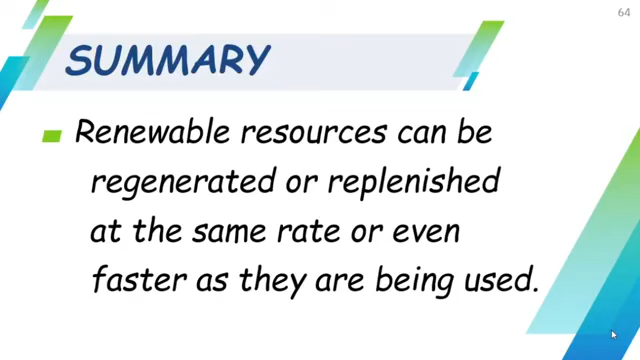 64
SUMMARY
Renewable resources can be
regenerated or replenished
at the same rate or even
faster as they are being used.